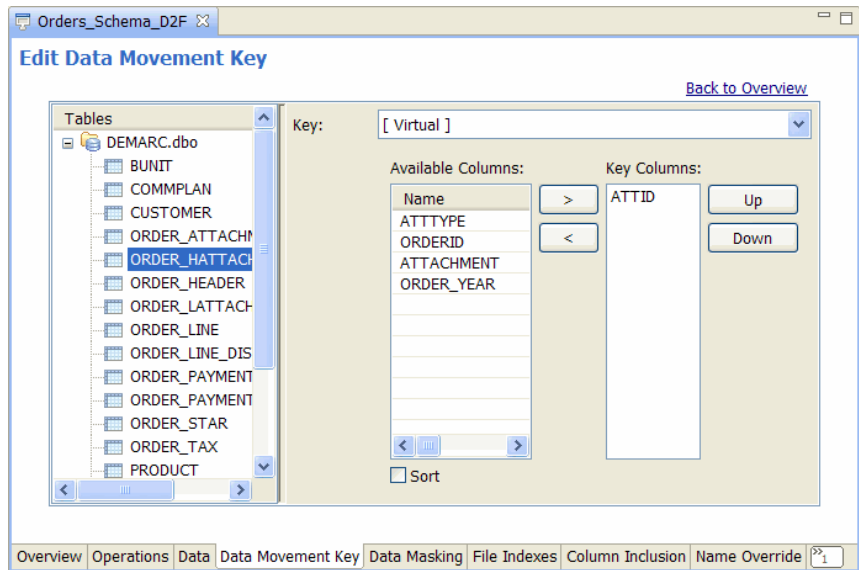 Orders_Schema_D2F
Edit Data Movement Key
Back to Overview
Tables
DEMARC.dbo
BUNIT
COMMPLAN
CUSTOMER
ORDER_ATTACHM
ORDER_HATTACH
ORDER_HEADER
ORDER_LATTACH
ORDER_LINE
ORDER_LINE_DIS
ORDER_PAYMENT
ORDER_PAYMENT
ORDER_STAR
ORDER_TAX
PRODUCT
Key: [ Virtual ]
Available Columns:
Name
ATTTYPE
ORDERID
ATTACHMENT
ORDER_YEAR
Sort
>
<
Key Columns:
ATTID
Up
Down
Overview Operations Data Data Movement Key Data Masking File Indexes Column Inclusion Name Override »1